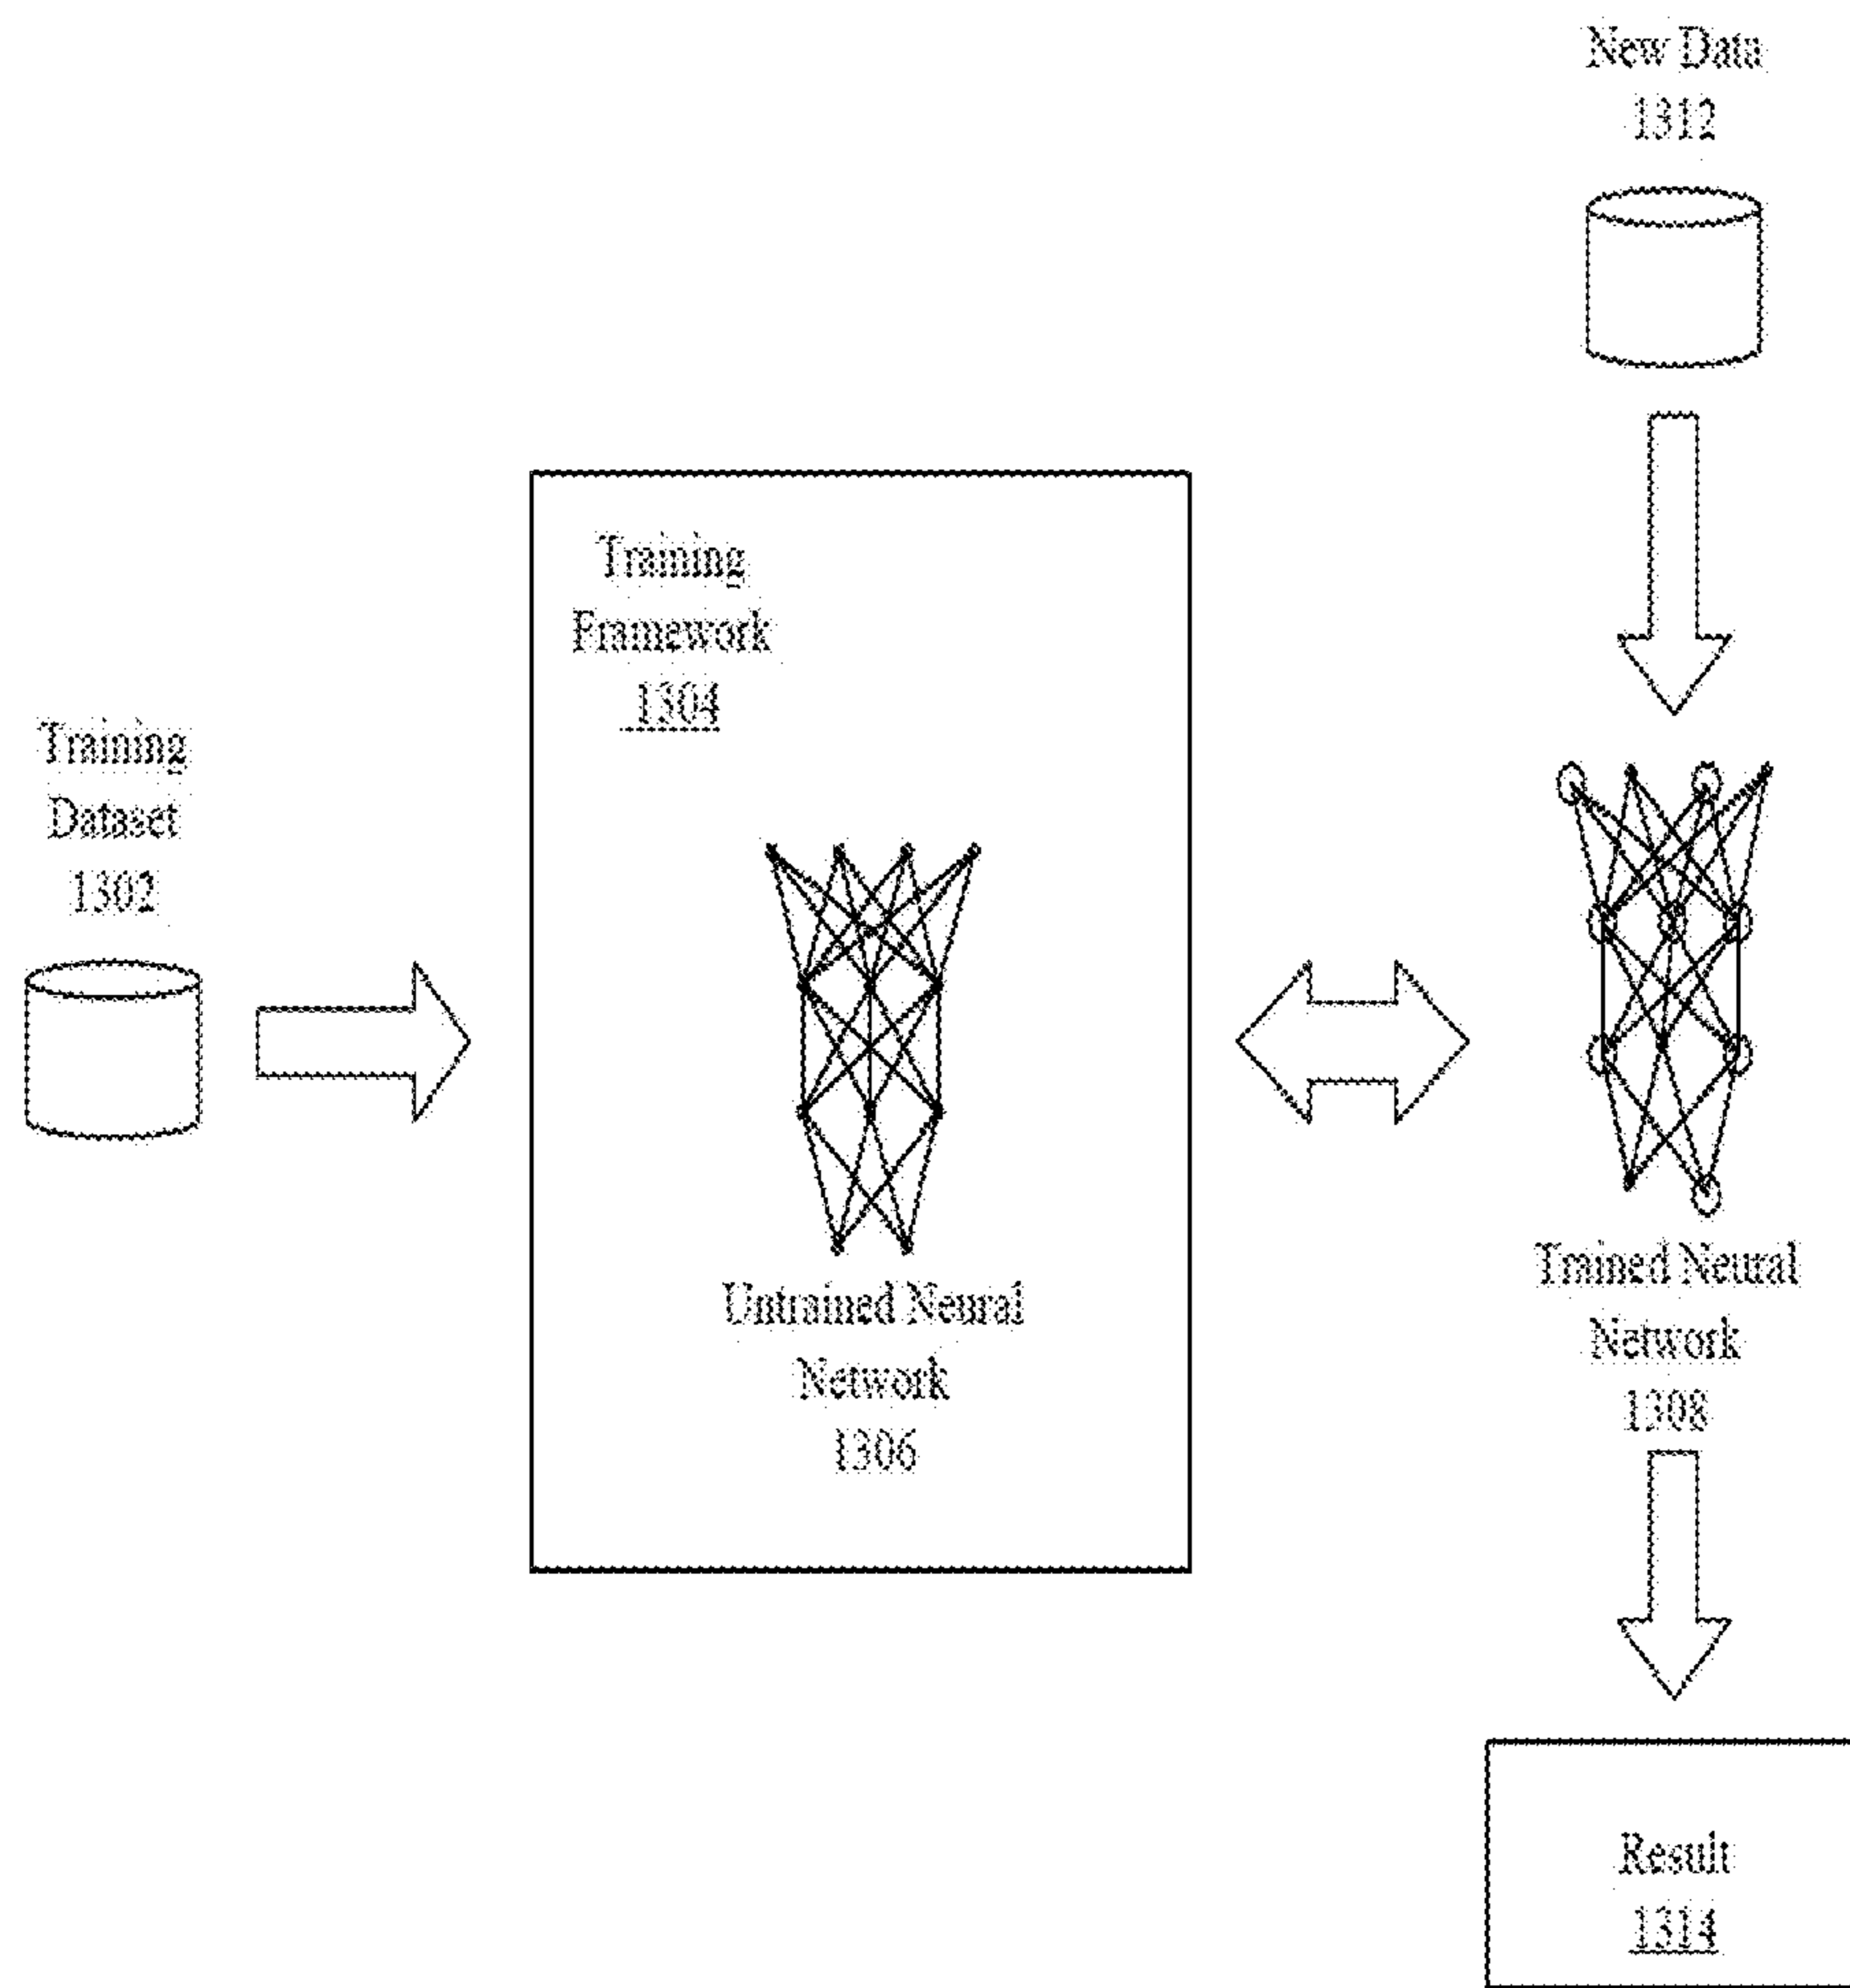 New Data
1312
Training
Framework
1304
Training
Dataset
1302
Untrained Neural
Network
1306
Trained Neural
Network
1308
Result
1314